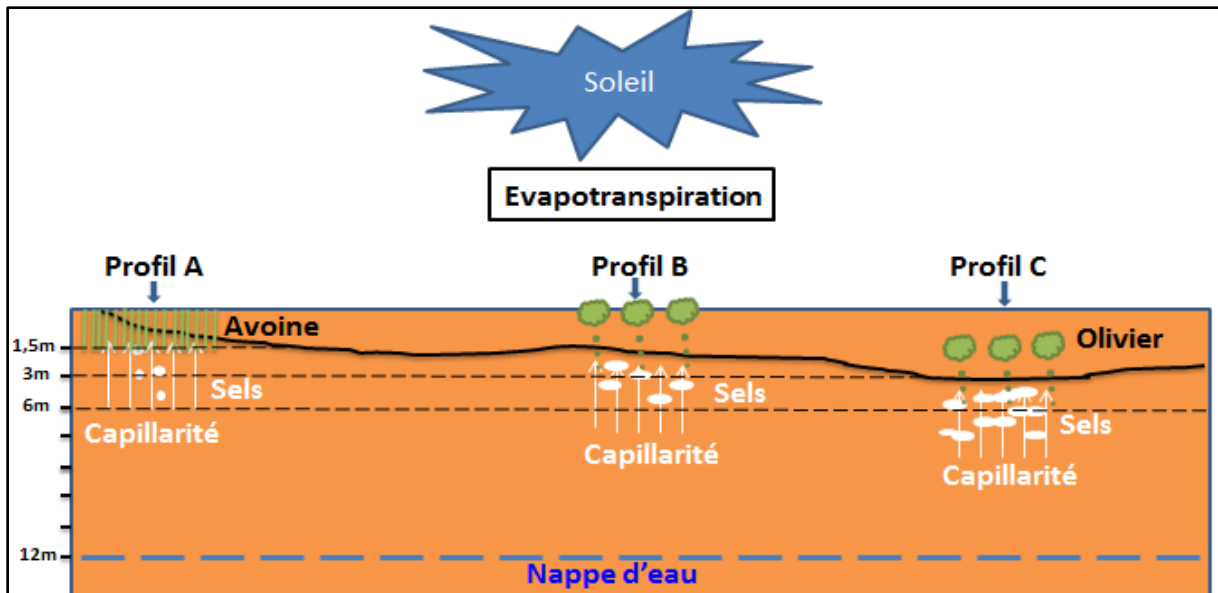 Soleil
Evapotranspiration
Profil A
Profil B
Profil C
Avoine
Olivier
1,5m
3m
Sels
Sels
6m
Sels
Capillarité
Capillarité
Capillarité
12m
Nappe d'eau